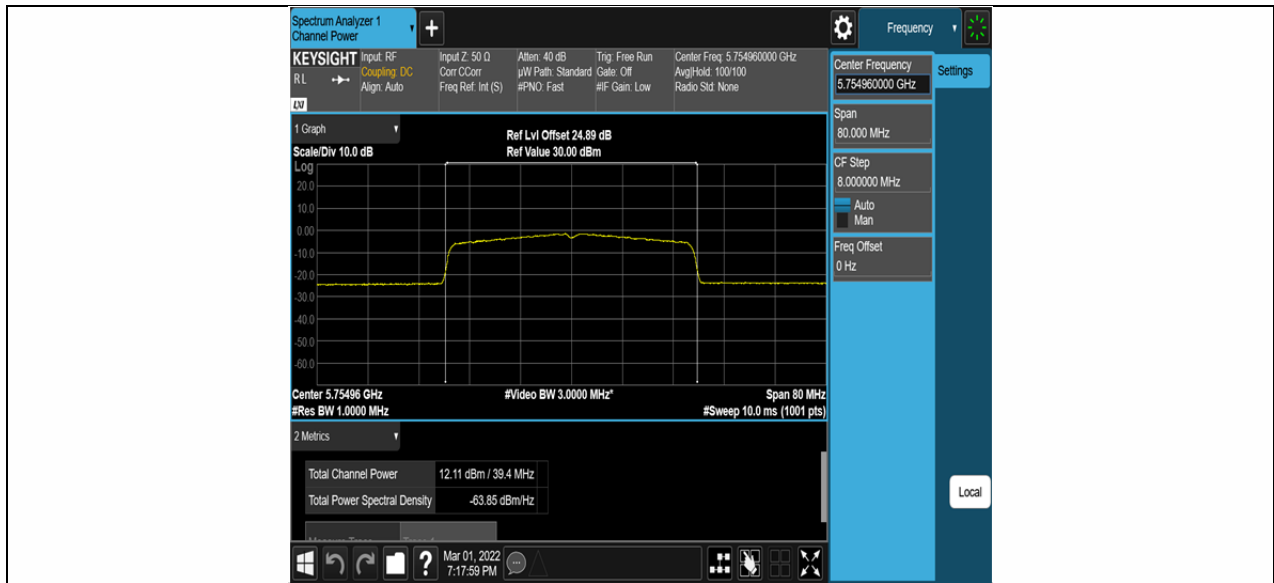 Spectrum Analyzer 1
Channel Power
+
Frequency
KEYSIGHT
RL
LXI
Input: RF
Coupling: DC
Align: Auto
Input Z: 50 Ω
Corr CCorr
Freq Ref: Int (S)
Atten: 40 dB
µW Path: Standard
#PNO: Fast
Trig: Free Run
Gate: Off
#IF Gain: Low
Center Freq: 5.754960000 GHz
Avg|Hold: 100/100
Radio Std: None
Center Frequency
5.754960000 GHz
Settings
Span
80.000 MHz
CF Step
8.000000 MHz
Auto
Man
Freq Offset
0 Hz
Local
1 Graph
Scale/Div 10.0 dB
Ref Lvl Offset 24.89 dB
Ref Value 30.00 dBm
Log
20.0
10.0
0.00
-10.0
-20.0
-30.0
-40.0
-50.0
-60.0
Center 5.75496 GHz
#Video BW 3.0000 MHz*
Span 80 MHz
#Res BW 1.0000 MHz
#Sweep 10.0 ms (1001 pts)
2 Metrics
Total Channel Power 12.11 dBm / 39.4 MHz
Total Power Spectral Density -63.85 dBm/Hz
?
Mar 01, 2022
7:17:59 PM